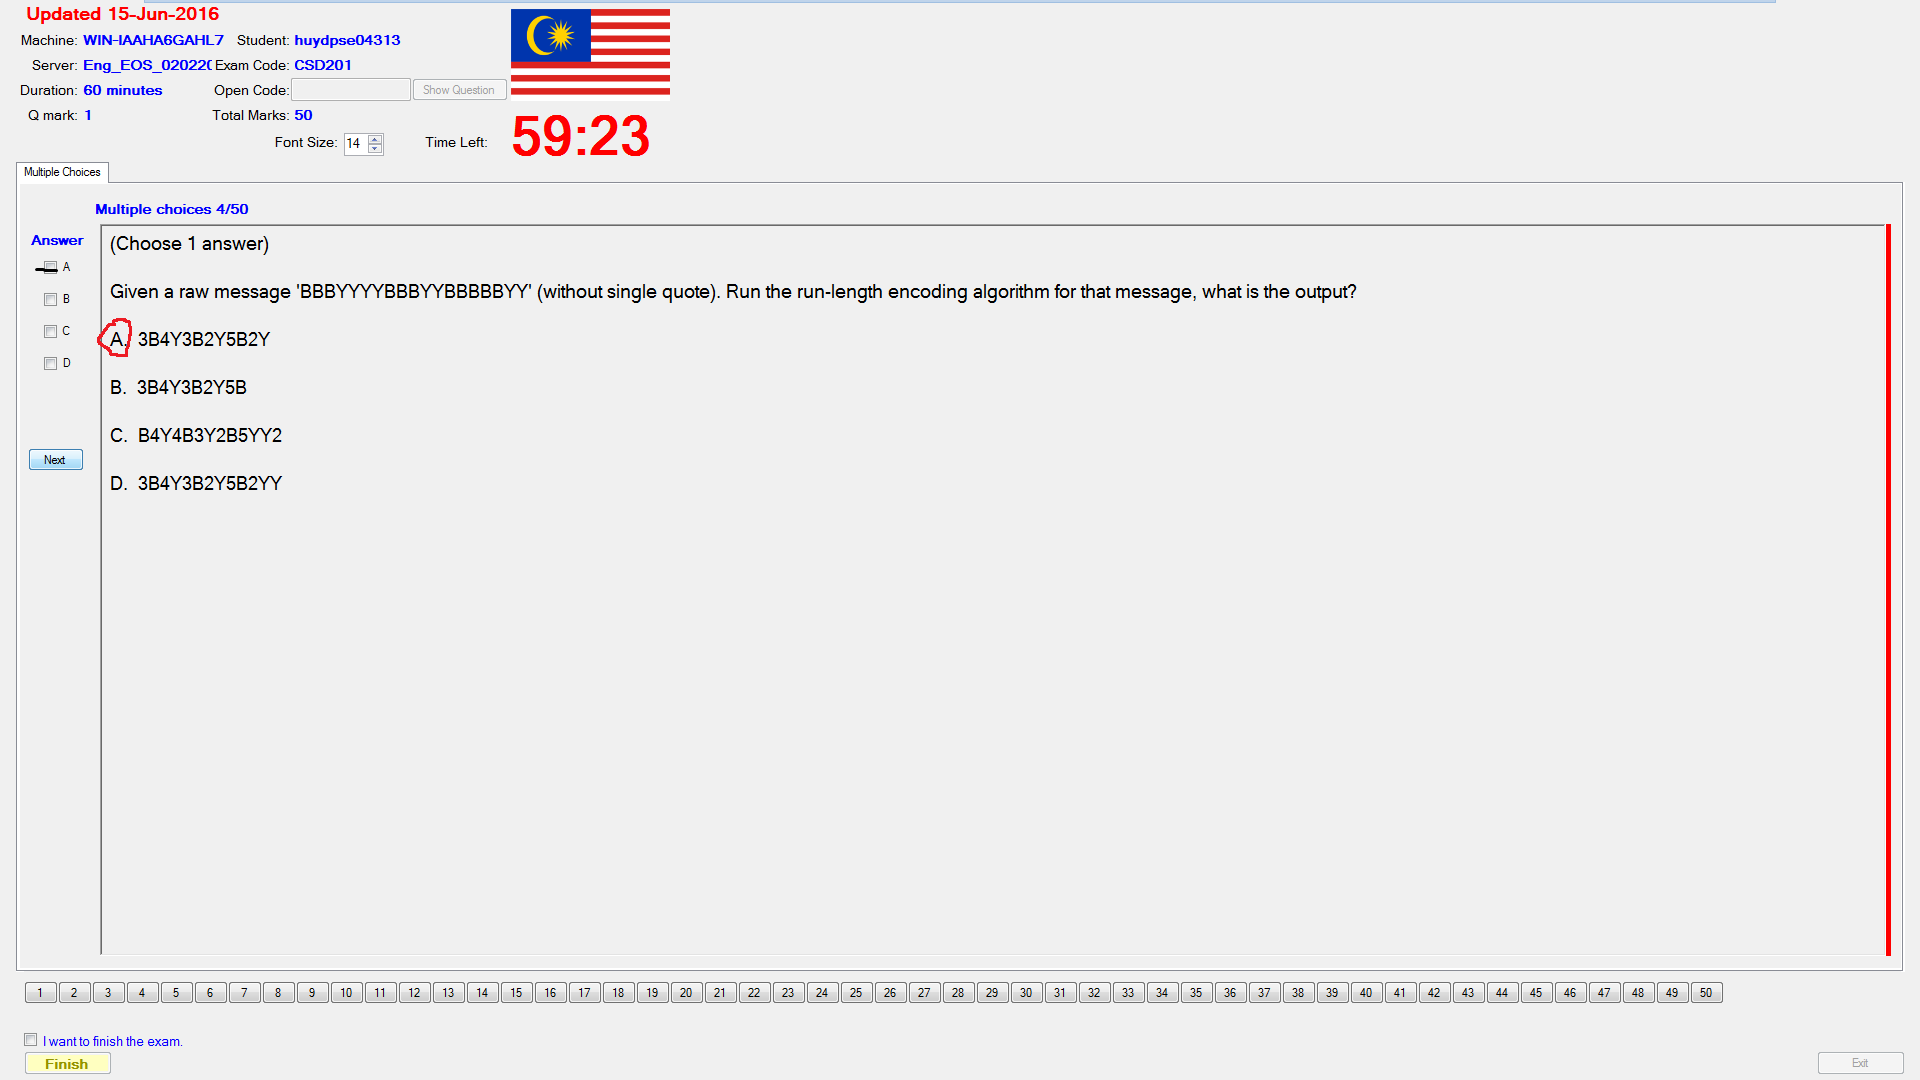 Updated 15-Jun-2016
Machine: WIN-IAAHA6GAHL7 Student: huydpse04313
Server: Eng_EOS_02022( Exam Code: CSD201
Duration: 60 minutes Open Code: Show Question
Q mark: 1 Total Marks: 50
Font Size: 14 Time Left: 59:23
Multiple Choices
Multiple choices 4/50
Answer
A
B
C
D
Next
(Choose 1 answer)
Given a raw message 'BBBYYYYBBBYYBBBBBYY' (without single quote). Run the run-length encoding algorithm for that message, what is the output?
A. 3B4Y3B2Y5B2Y
B. 3B4Y3B2Y5B
C. B4Y4B3Y2B5YY2
D. 3B4Y3B2Y5B2YY
1 2 3 4 5 6 7 8 9 10 11 12 13 14 15 16 17 18 19 20 21 22 23 24 25 26 27 28 29 30 31 32 33 34 35 36 37 38 39 40 41 42 43 44 45 46 47 48 49 50
I want to finish the exam.
Finish
Exit